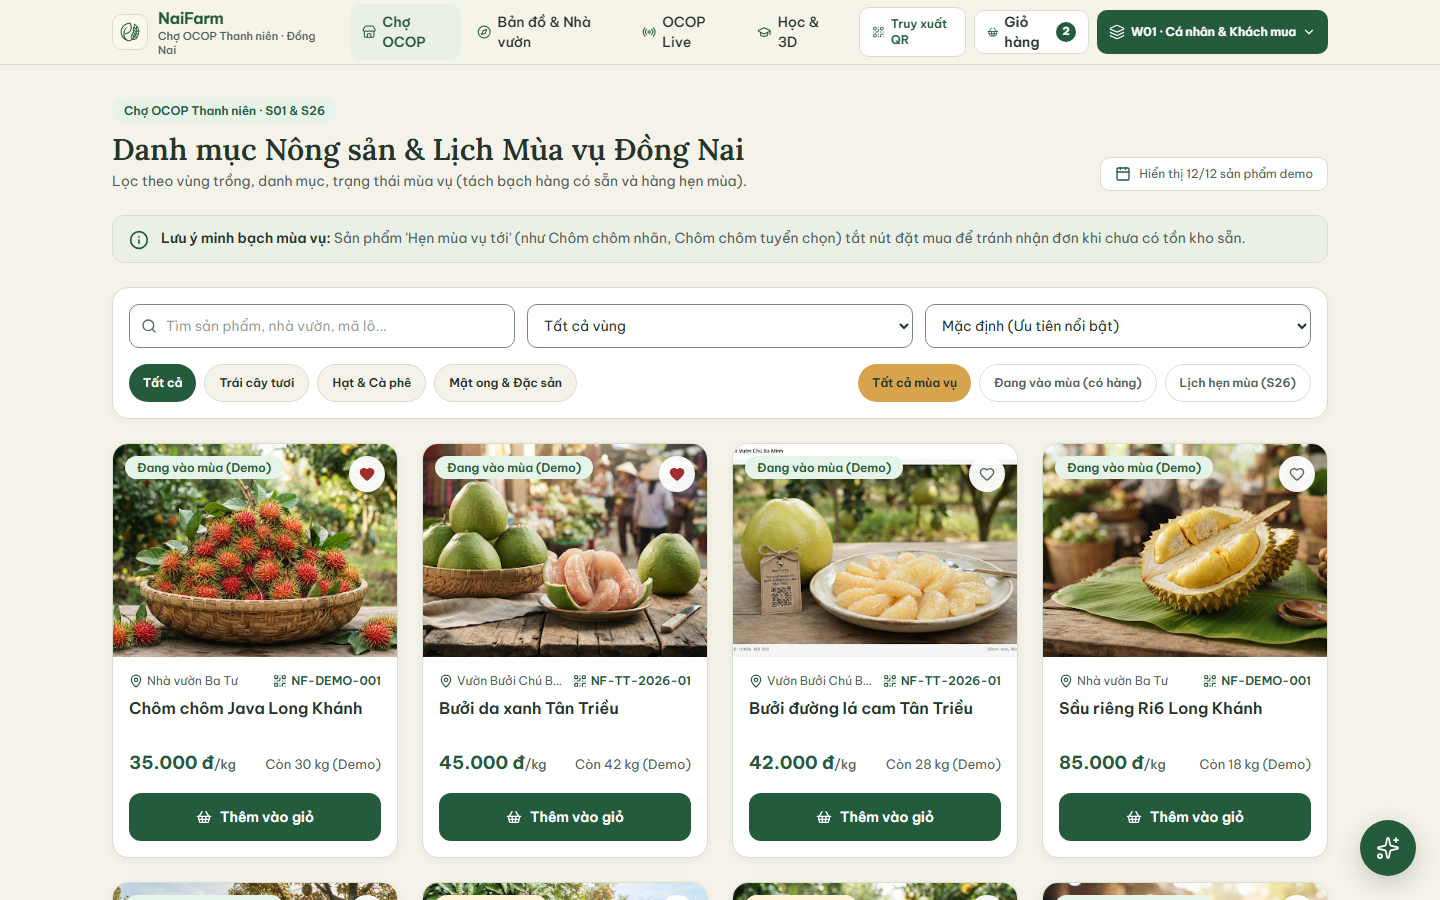 NaiFarm
Chợ OCOP Thanh niên · Đồng
Nai
Chợ
OCOP
Bản đồ & Nhà
vườn
OCOP
Live
Học &
3D
Truy xuất
QR
Giỏ
hàng
2
W01 · Cá nhân & Khách mua
Chợ OCOP Thanh niên · S01 & S26
Danh mục Nông sản & Lịch Mùa vụ Đồng Nai
Lọc theo vùng trồng, danh mục, trạng thái mùa vụ (tách bạch hàng có sẵn và hàng hẹn mùa).
Hiển thị 12/12 sản phẩm demo
Lưu ý minh bạch mùa vụ: Sản phẩm 'Hẹn mùa vụ tới' (như Chôm chôm nhãn, Chôm chôm tuyển chọn) tắt nút đặt mua để tránh nhận đơn khi chưa có tồn kho sẵn.
Tìm sản phẩm, nhà vườn, mã lô...
Tất cả vùng
Mặc định (Ưu tiên nổi bật)
Tất cả
Trái cây tươi
Hạt & Cà phê
Mật ong & Đặc sản
Tất cả mùa vụ
Đang vào mùa (có hàng)
Lịch hẹn mùa (S26)
Đang vào mùa (Demo)
Đang vào mùa (Demo)
Vườn Chú Ba Minh
Đang vào mùa (Demo)
Đang vào mùa (Demo)
Nhà vườn Ba Tư
NF-DEMO-001
Chôm chôm Java Long Khánh
35.000 đ/kg
Còn 30 kg (Demo)
Thêm vào giỏ
Vườn Bưởi Chú B...
NF-TT-2026-01
Bưởi da xanh Tân Triều
45.000 đ/kg
Còn 42 kg (Demo)
Thêm vào giỏ
Vườn Bưởi Chú B...
NF-TT-2026-01
Bưởi đường lá cam Tân Triều
42.000 đ/kg
Còn 28 kg (Demo)
Thêm vào giỏ
Nhà vườn Ba Tư
NF-DEMO-001
Sầu riêng Ri6 Long Khánh
85.000 đ/kg
Còn 18 kg (Demo)
Thêm vào giỏ